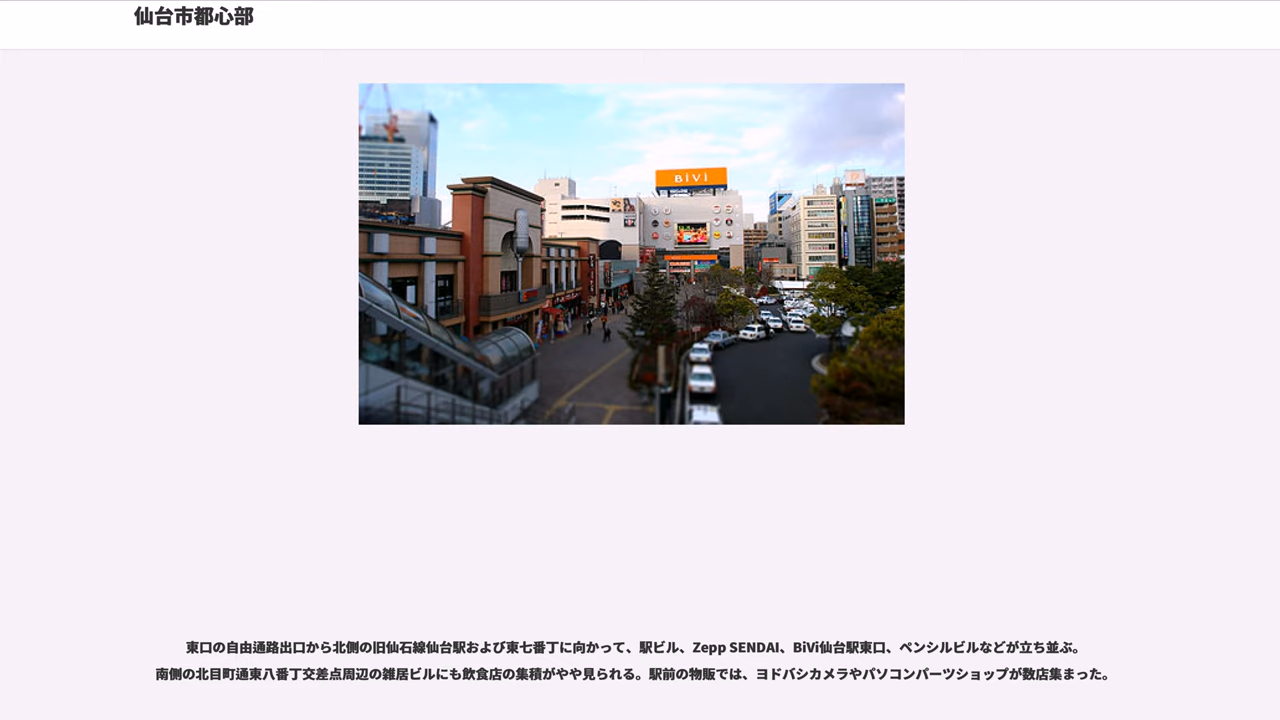 仙台市都心部
BiVi
東口の自由通路出口から北側の旧仙石線仙台駅および東七番丁に向かって、駅ビル、Zepp SENDAI、BiVi仙台駅東口、ペンシルビルなどが立ち並ぶ。
南側の北目町通東八番丁交差点周辺の雑居ビルにも飲食店の集積がやや見られる。駅前の物販では、ヨドバシカメラやパソコンパーツショップが数店集まった。